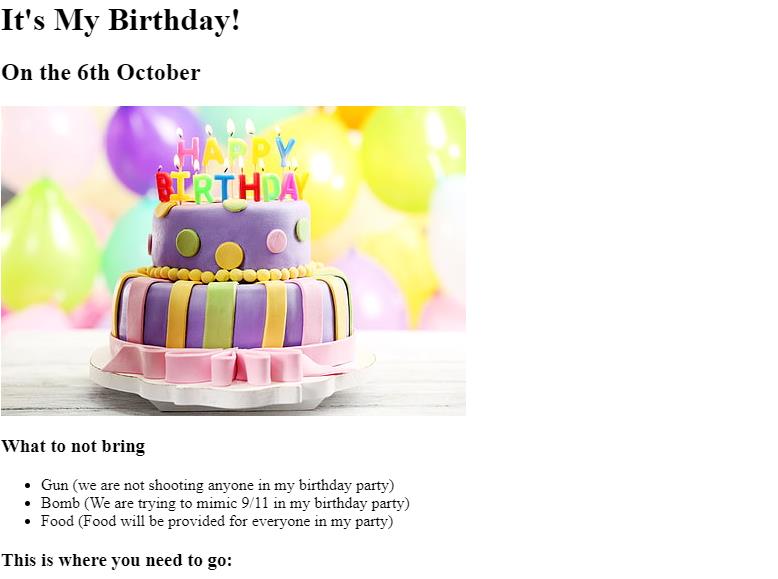 It's My Birthday!
On the 6th October
HAPPY
BIRTHDAY
What to not bring
Gun (we are not shooting anyone in my birthday party)
Bomb (We are trying to mimic 9/11 in my birthday party)
Food (Food will be provided for everyone in my party)
This is where you need to go: